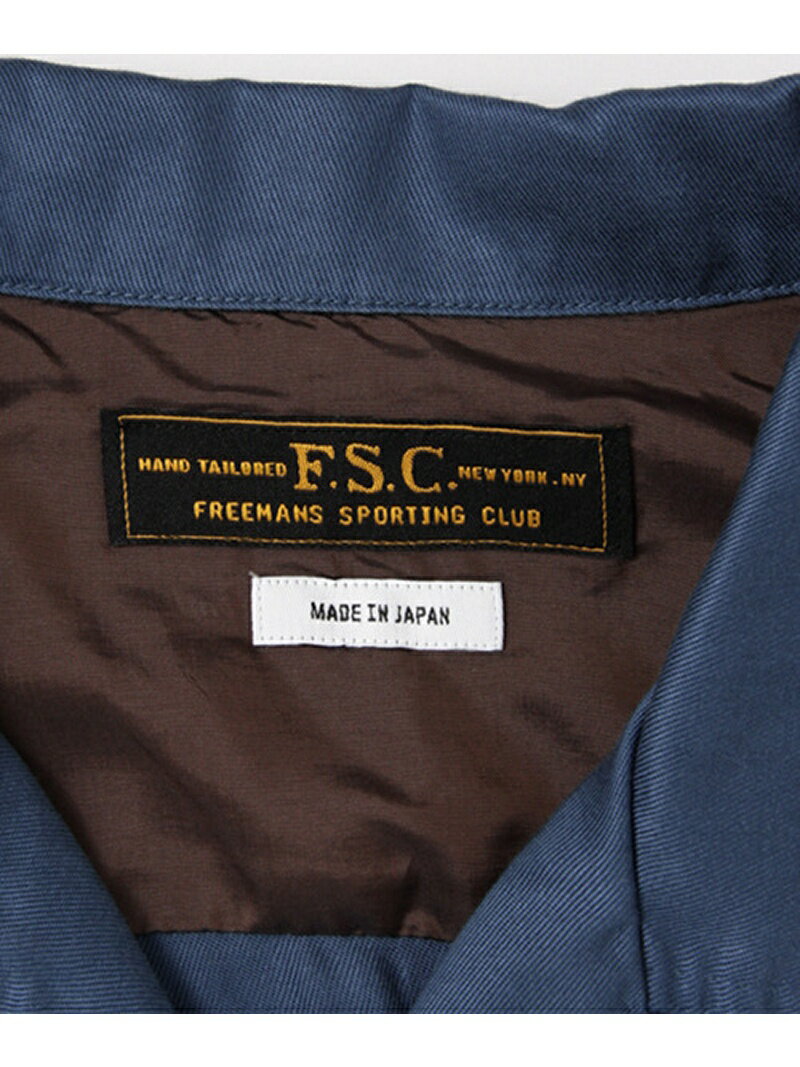 HAND TAILORED F.S.C. NEW YORK.NY
FREEMANS SPORTING CLUB
MADE IN JAPAN